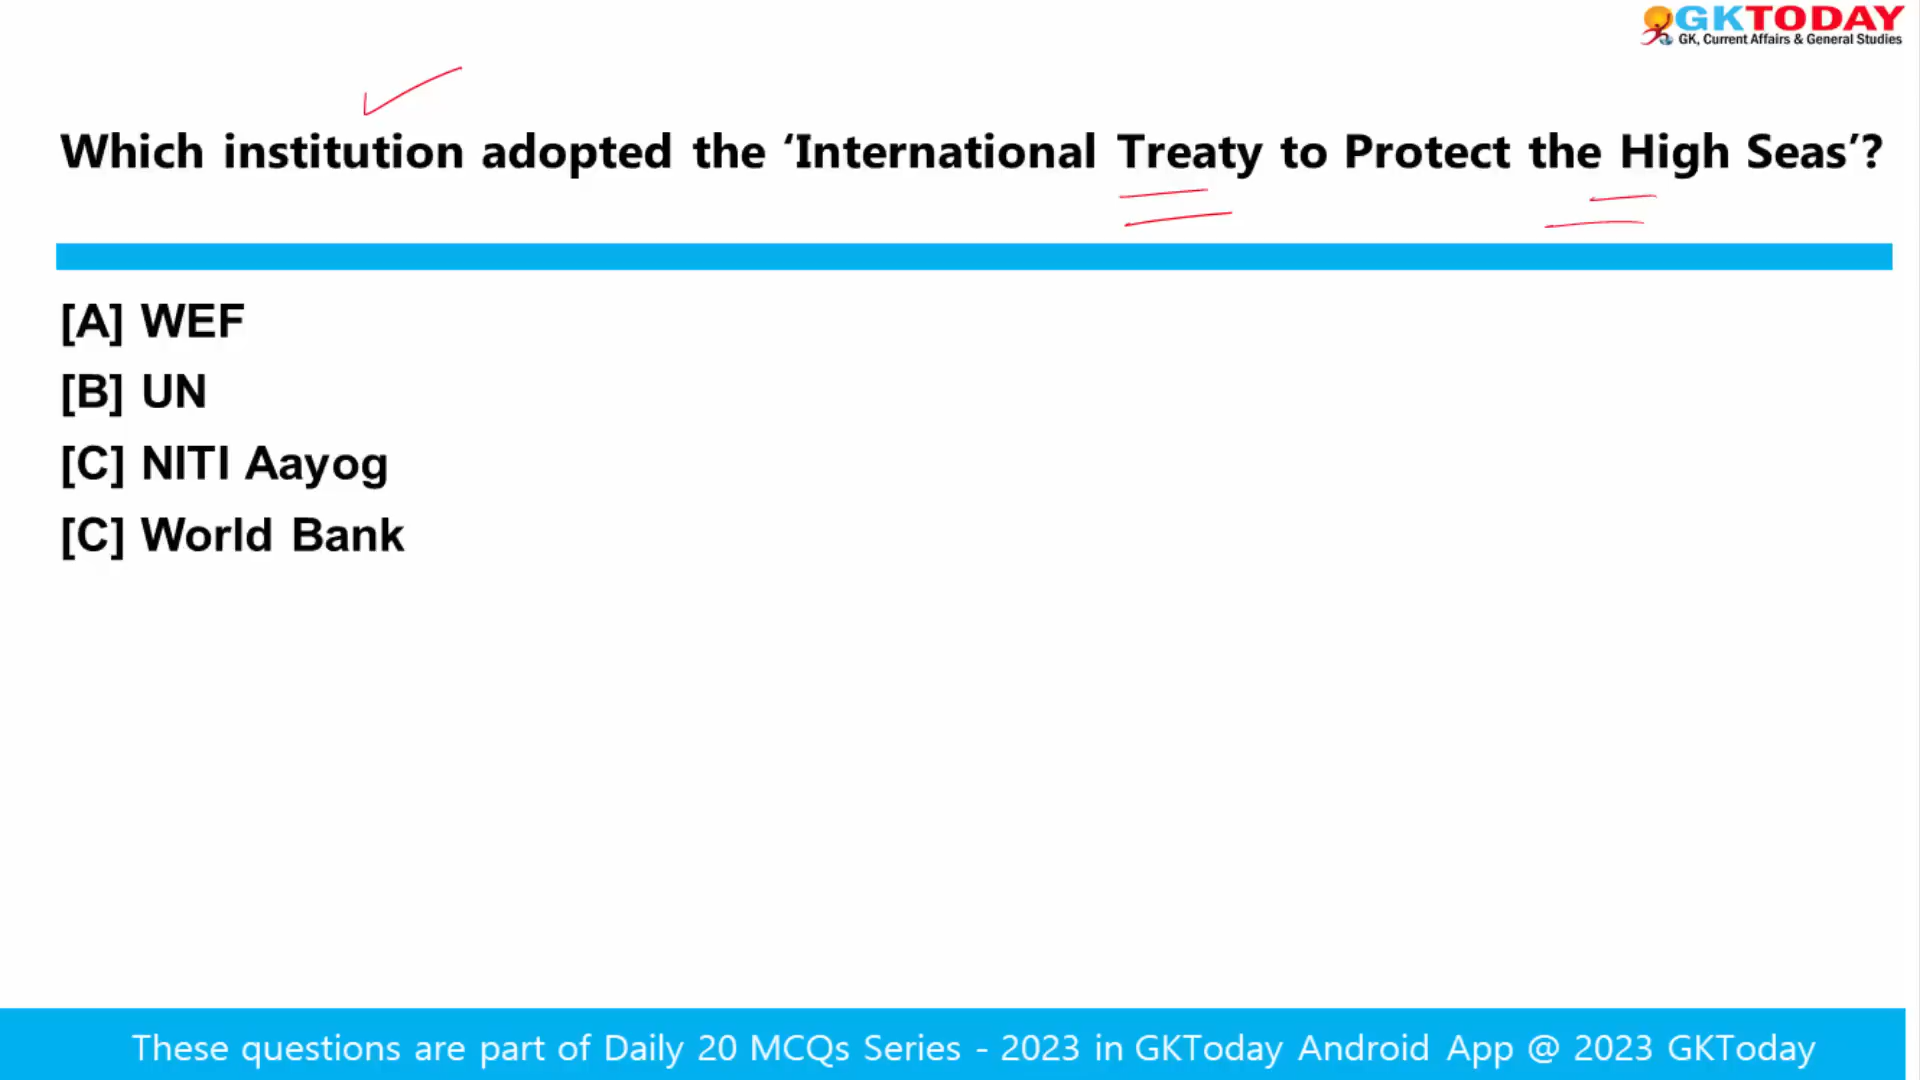 GKTODAY
GK, Current Affairs & General Studies
Which institution adopted the ‘International Treaty to Protect the High Seas’?
[A] WEF
[B] UN
[C] NITI Aayog
[C] World Bank
These questions are part of Daily 20 MCQs Series - 2023 in GKToday Android App @ 2023 GKToday